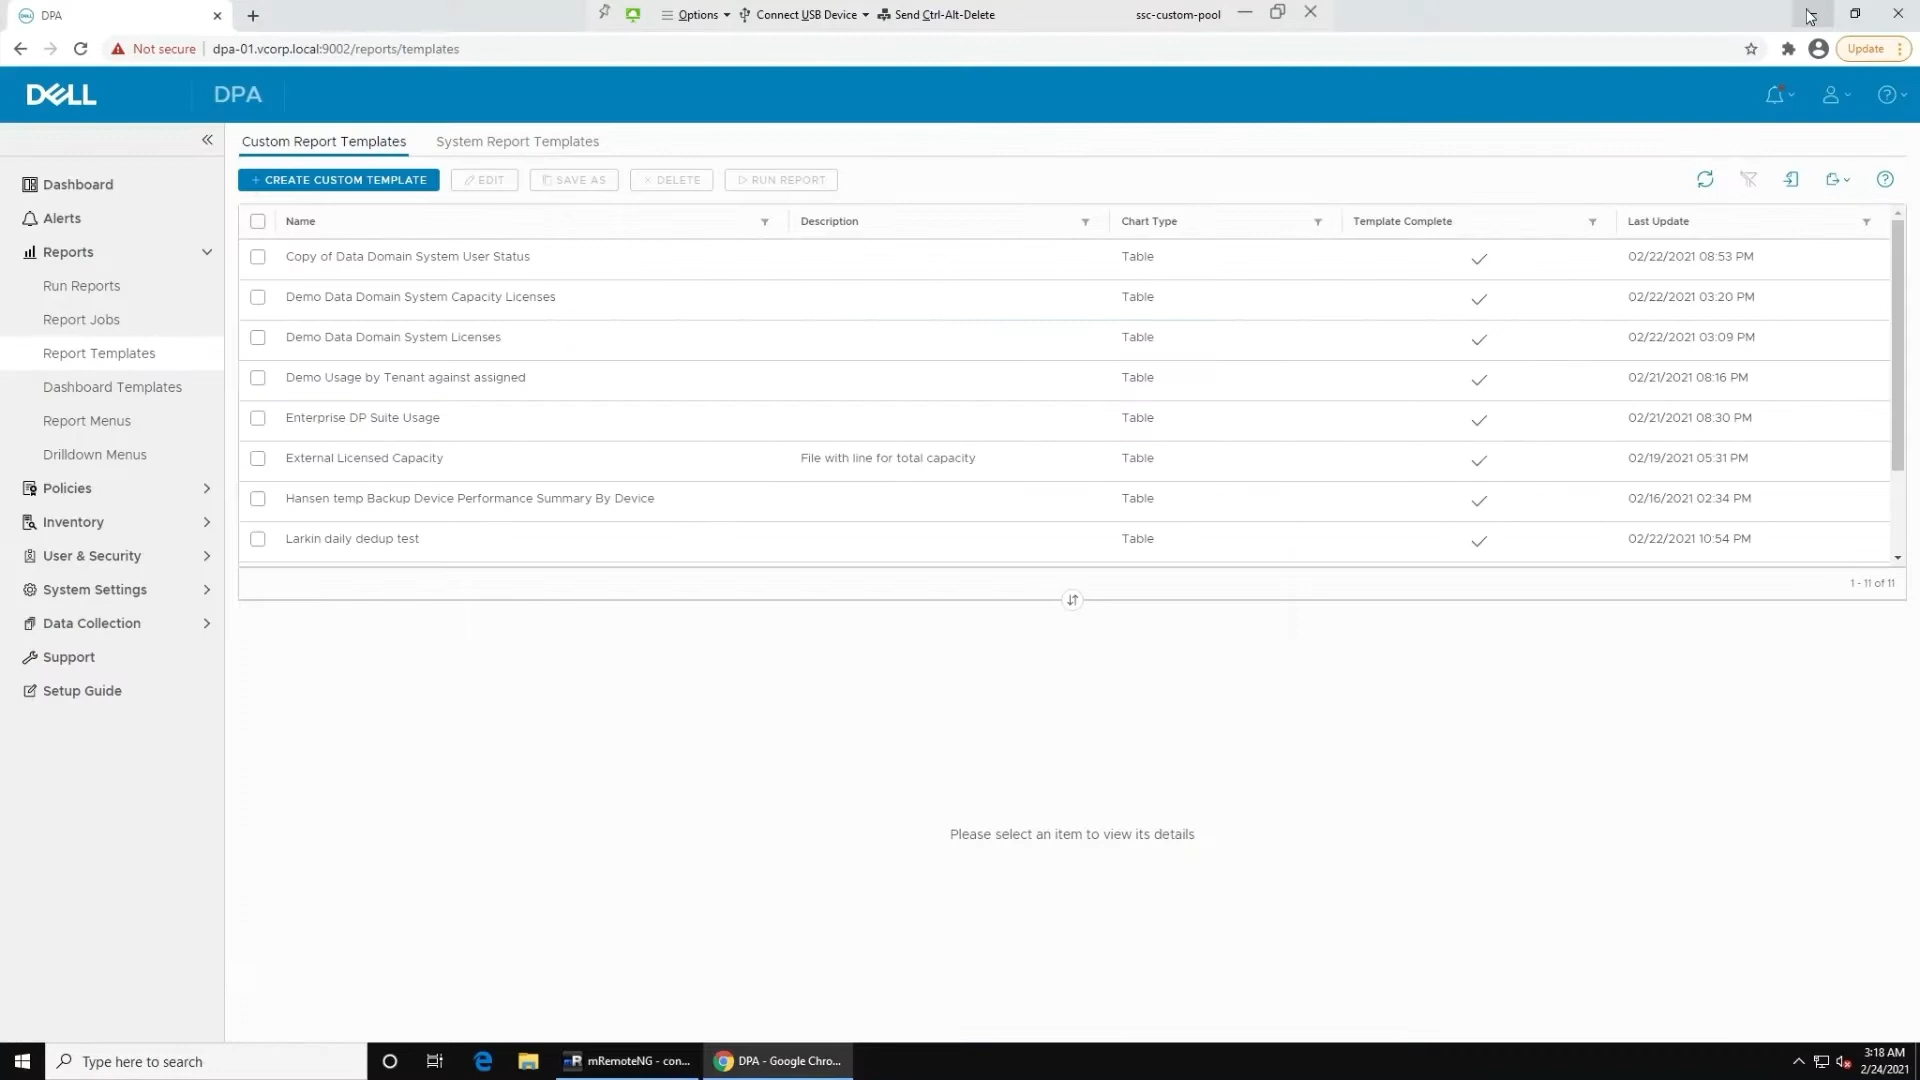 DPA
Options
Connect USB Device
Send Ctrl-Alt-Delete
ssc-custom-pool
Not secure
dpa-01.vcorp.local:9002/reports/templates
Update
DELL
DPA
Custom Report Templates
System Report Templates
+ CREATE CUSTOM TEMPLATE
EDIT
SAVE AS
DELETE
RUN REPORT
Dashboard
Alerts
Reports
Run Reports
Report Jobs
Report Templates
Dashboard Templates
Report Menus
Drilldown Menus
Policies
Inventory
User & Security
System Settings
Data Collection
Support
Setup Guide
Name Description Chart Type Template Complete Last Update
Copy of Data Domain System User Status Table 02/22/2021 08:53 PM
Demo Data Domain System Capacity Licenses Table 02/22/2021 03:20 PM
Demo Data Domain System Licenses Table 02/22/2021 03:09 PM
Demo Usage by Tenant against assigned Table 02/21/2021 08:16 PM
Enterprise DP Suite Usage Table 02/21/2021 08:30 PM
External Licensed Capacity File with line for total capacity Table 02/19/2021 05:31 PM
Hansen temp Backup Device Performance Summary By Device Table 02/16/2021 02:34 PM
Larkin daily dedup test Table 02/22/2021 10:54 PM
1 - 11 of 11
Please select an item to view its details
Type here to search
mRemoteNG - con...
DPA - Google Chro...
3:18 AM
2/24/2021